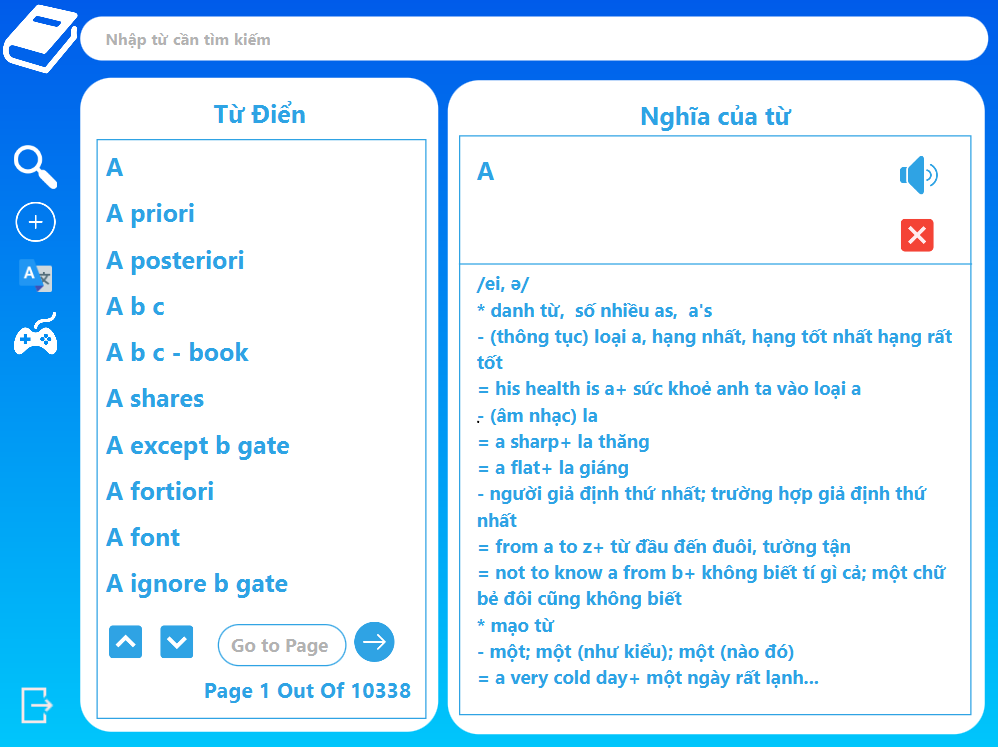 Nhập từ cần tìm kiếm
Từ Điển
A
A priori
A posteriori
A b c
A b c - book
A shares
A except b gate
A fortiori
A font
A ignore b gate
Go to Page
Page 1 Out Of 10338
Nghĩa của từ
A
/ei, ə/
* danh từ,  số nhiều as,  a's
- (thông tục) loại a, hạng nhất, hạng tốt nhất hạng rất
tốt
= his health is a+ sức khoẻ anh ta vào loại a
- (âm nhạc) la
= a sharp+ la thăng
= a flat+ la giáng
- người giả định thứ nhất; trường hợp giả định thứ
nhất
= from a to z+ từ đầu đến đuôi, tường tận
= not to know a from b+ không biết tí gì cả; một chữ
bẻ đôi cũng không biết
* mạo từ
- một; một (như kiểu); một (nào đó)
= a very cold day+ một ngày rất lạnh...
A
文